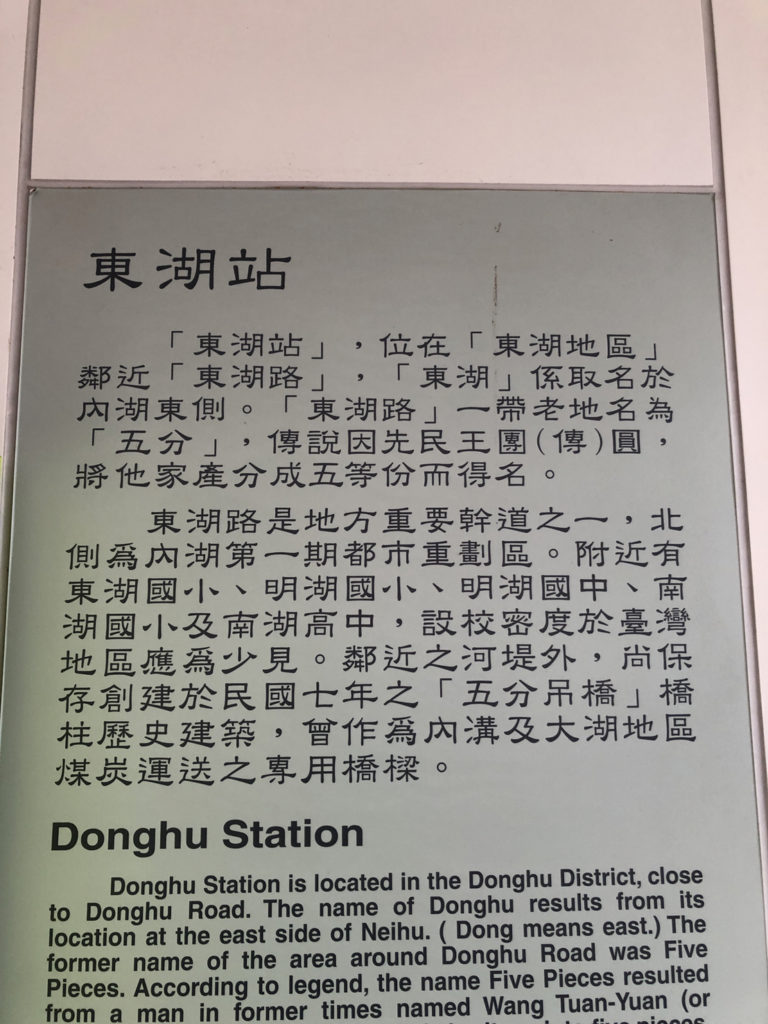 東湖站
「東湖站」，位在「東湖地區」
鄰近「東湖路」，「東湖」係取名於
內湖東側。「東湖路」一帶老地名為
「五分」，傳說因先民王團(傳)圓，
將他家產分成五等份而得名。
東湖路是地方重要幹道之一，北
側為內湖第一期都市重劃區。附近有
東湖國小、明湖國小、明湖國中、南
湖國小及南湖高中，設校密度於臺灣
地區應為少見。鄰近之河堤外，尚保
存創建於民國七年之「五分吊橋」橋
柱歷史建築，曾作為內溝及大湖地區
煤炭運送之專用橋樑。
Donghu Station
Donghu Station is located in the Donghu District, close
to Donghu Road. The name of Donghu results from its
location at the east side of Neihu. ( Dong means east.) The
former name of the area around Donghu Road was Five
Pieces. According to legend, the name Five Pieces resulted
from a man in former times named Wang Tuan-Yuan (or
five pieces